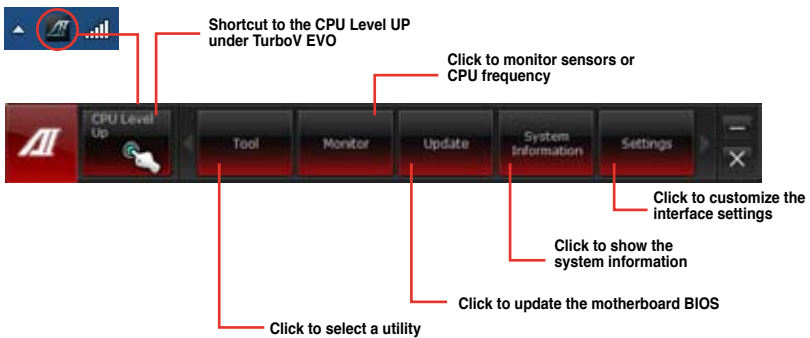 Shortcut to the CPU Level UP
under TurboV EVO
Click to monitor sensors or
CPU frequency
CPU Level
Up
Tool
Monitor
Update
System
Information
Settings
Click to customize the
interface settings
Click to show the
system information
Click to update the motherboard BIOS
Click to select a utility